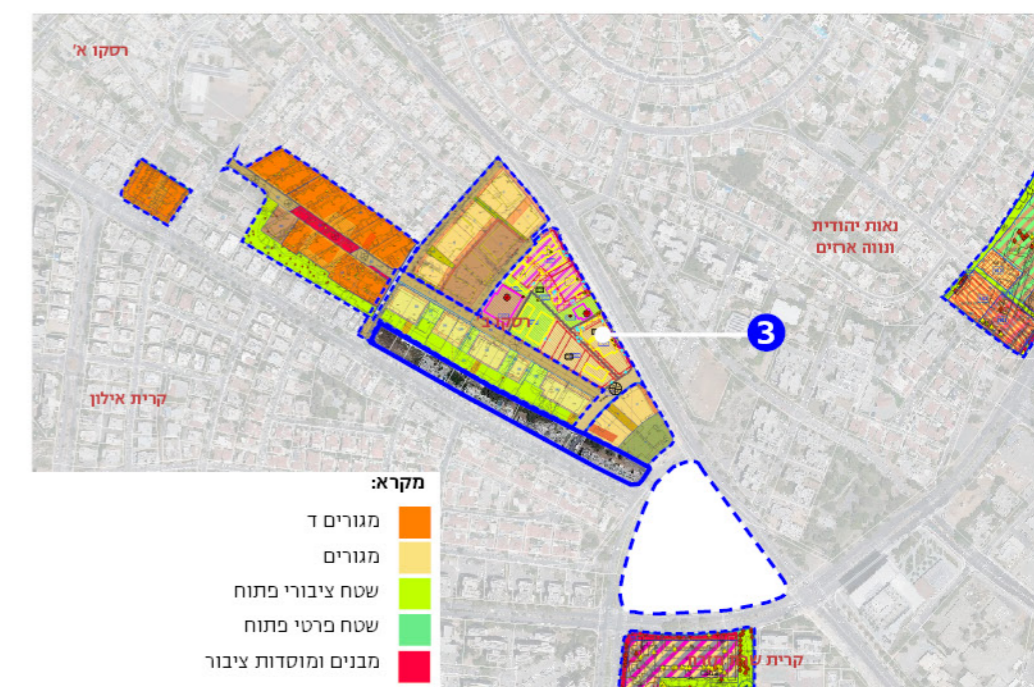 רסקו א'
נאות יהודית
ונווה ארזים
רסקו ב'
3
קרית אילון
קרית
מקרא:
מגורים ד
מגורים
שטח ציבורי פתוח
שטח פרטי פתוח
מבנים ומוסדות ציבור